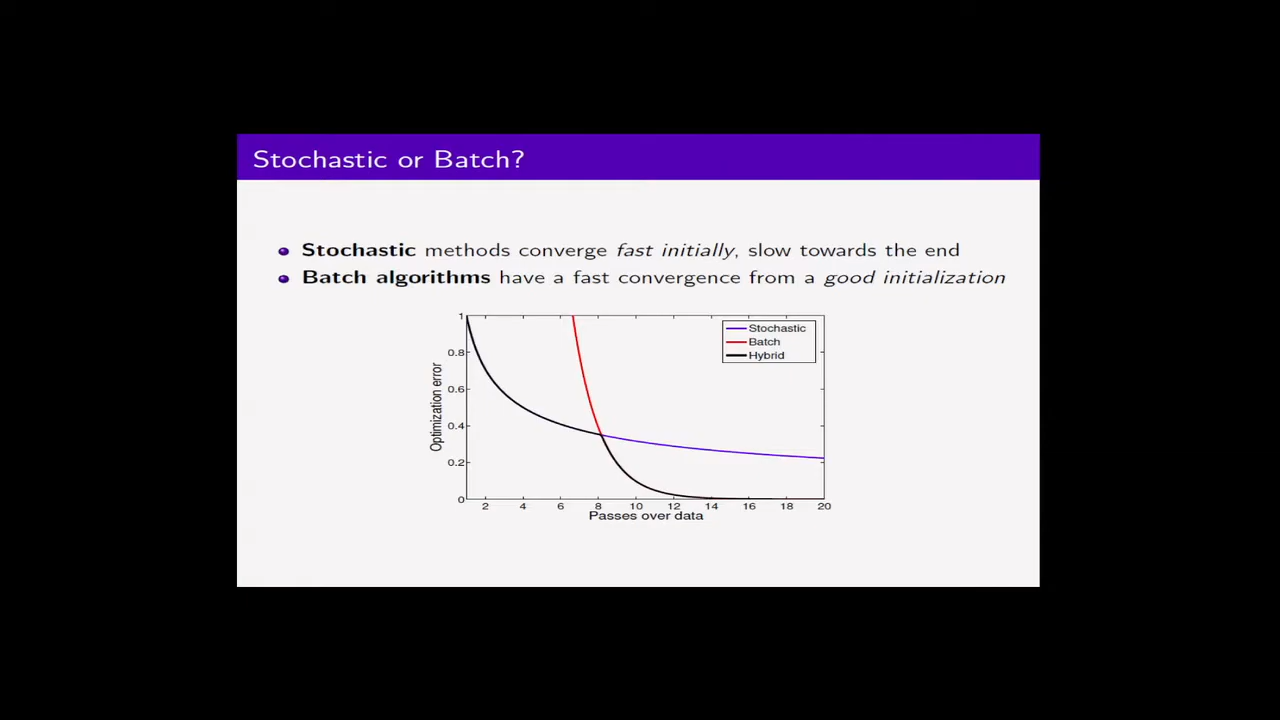 Stochastic or Batch?
Stochastic methods converge fast initially, slow towards the end
Batch algorithms have a fast convergence from a good initialization
1
0.8
0.6
0.4
0.2
0
Optimization error
Stochastic
Batch
Hybrid
2 4 6 8 10 12 14 16 18 20
Passes over data